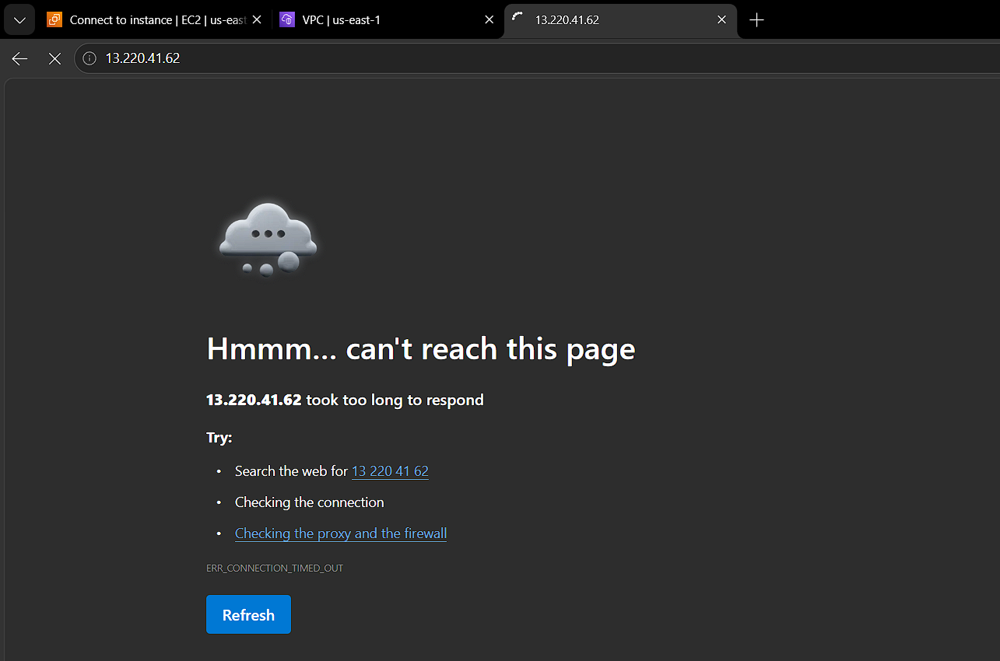 Connect to instance | EC2 | us-east
VPC | us-east-1
13.220.41.62
13.220.41.62
Hmmm... can't reach this page
13.220.41.62 took too long to respond
Try:
• Search the web for 13 220 41 62
• Checking the connection
• Checking the proxy and the firewall
ERR_CONNECTION_TIMED_OUT
Refresh